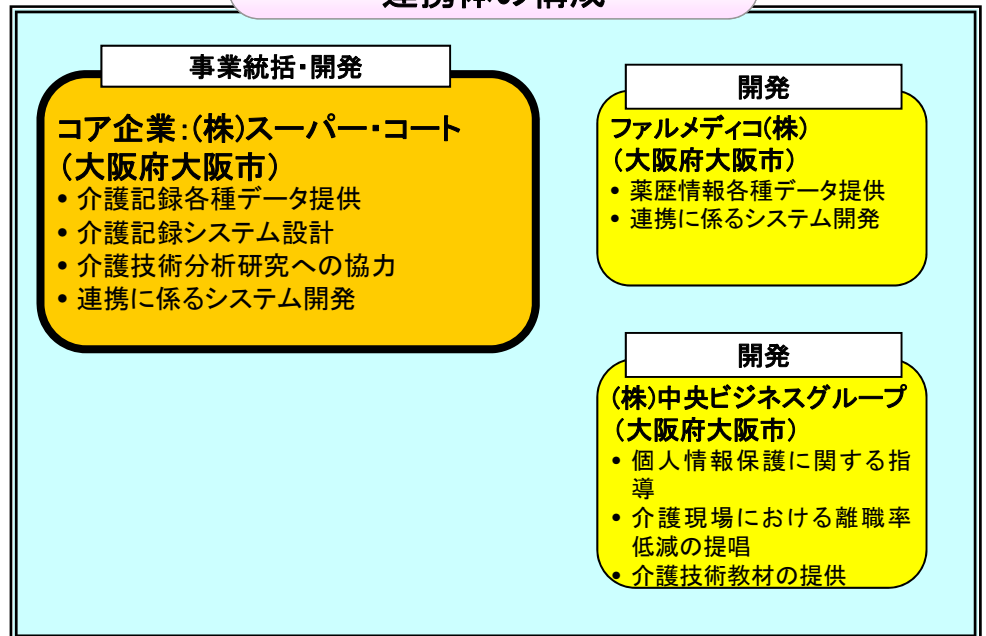 連携体の構成
事業統括・開発
コア企業:(株)スーパー・コート
(大阪府大阪市)
• 介護記録各種データ提供
• 介護記録システム設計
• 介護技術分析研究への協力
• 連携に係るシステム開発
開発
ファルメディコ(株)
(大阪府大阪市)
• 薬歴情報各種データ提供
• 連携に係るシステム開発
開発
(株)中央ビジネスグループ
(大阪府大阪市)
• 個人情報保護に関する指
導
• 介護現場における離職率
低減の提唱
• 介護技術教材の提供